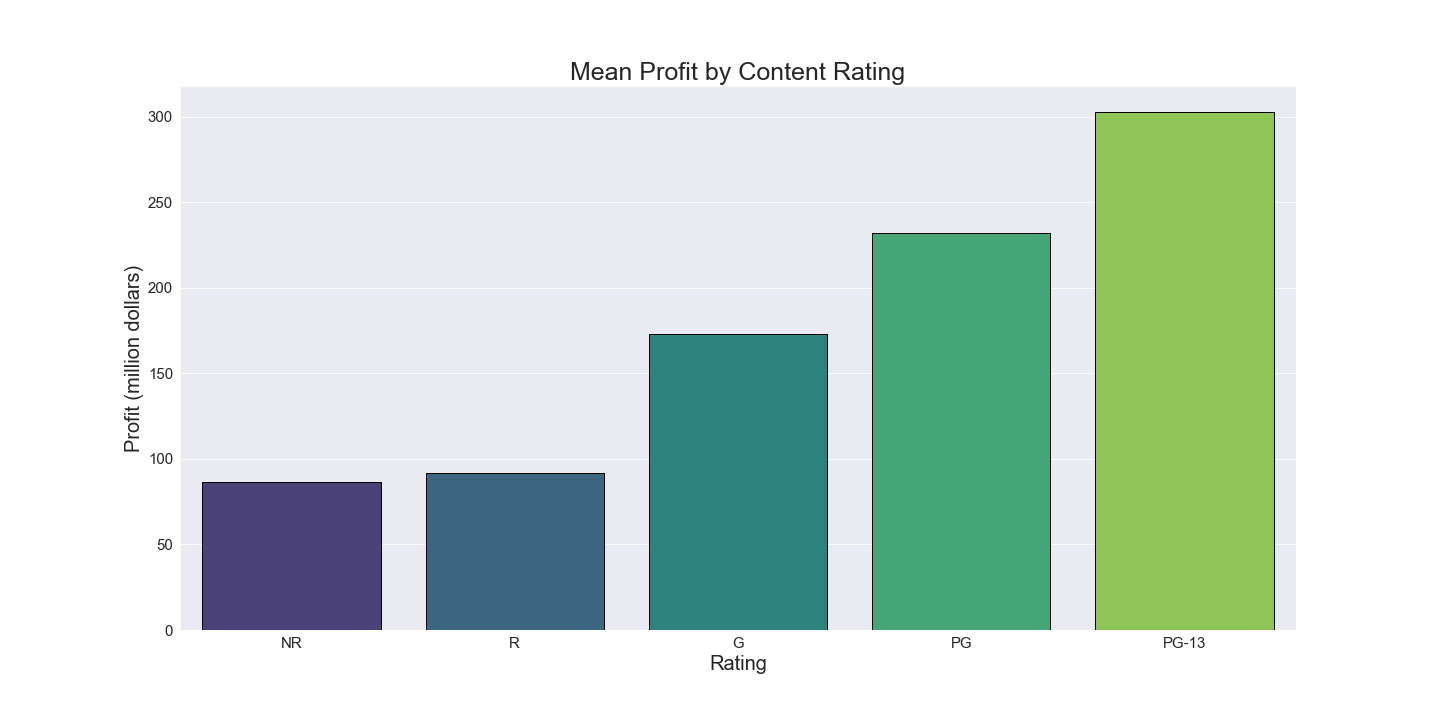 Mean Profit by Content Rating
300
250
200
150
100
50
0
Profit (million dollars)
NR R G PG PG-13
Rating